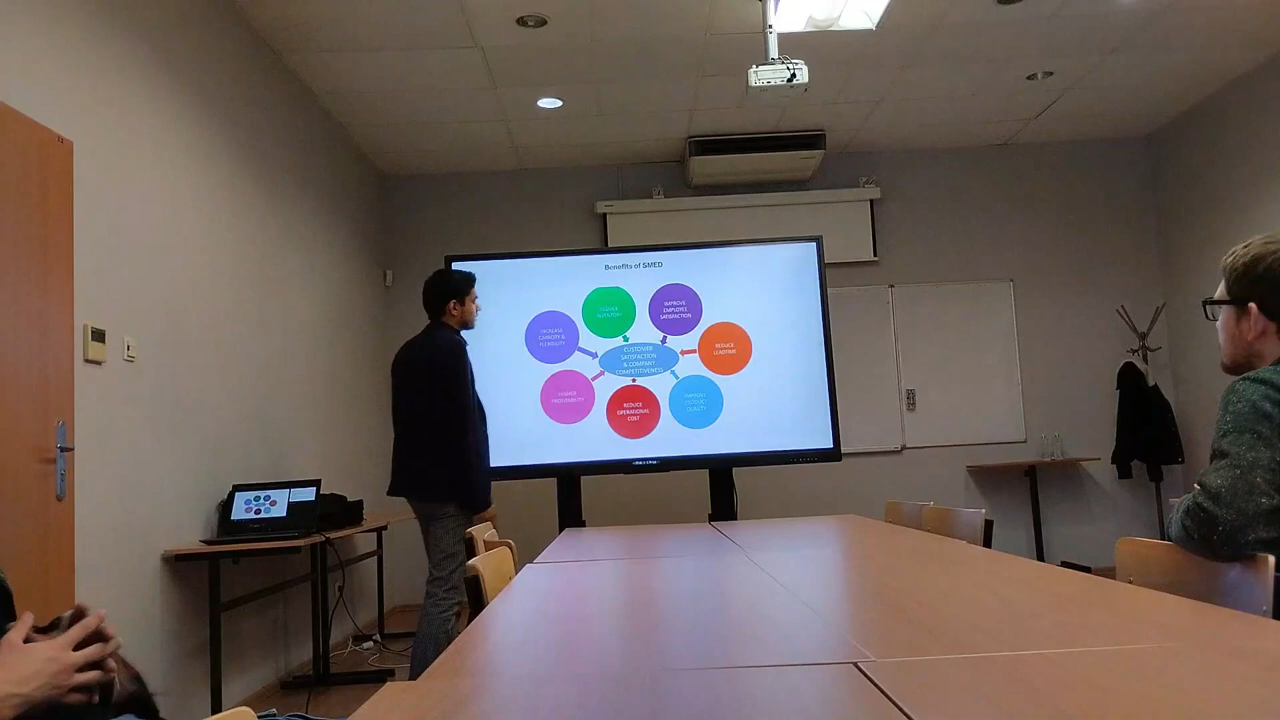 Benefits of SMED
REDUCE
INVENTORY
IMPROVE
EMPLOYEE
SATISFACTION
INCREASE
CAPACITY &
FLEXIBILITY
CUSTOMER
SATISFACTION
& COMPANY
COMPETITIVENESS
REDUCE
LEADTIME
HIGHER
PROFITABILITY
REDUCE
OPERATIONAL
COST
IMPROVE
PRODUCT
QUALITY